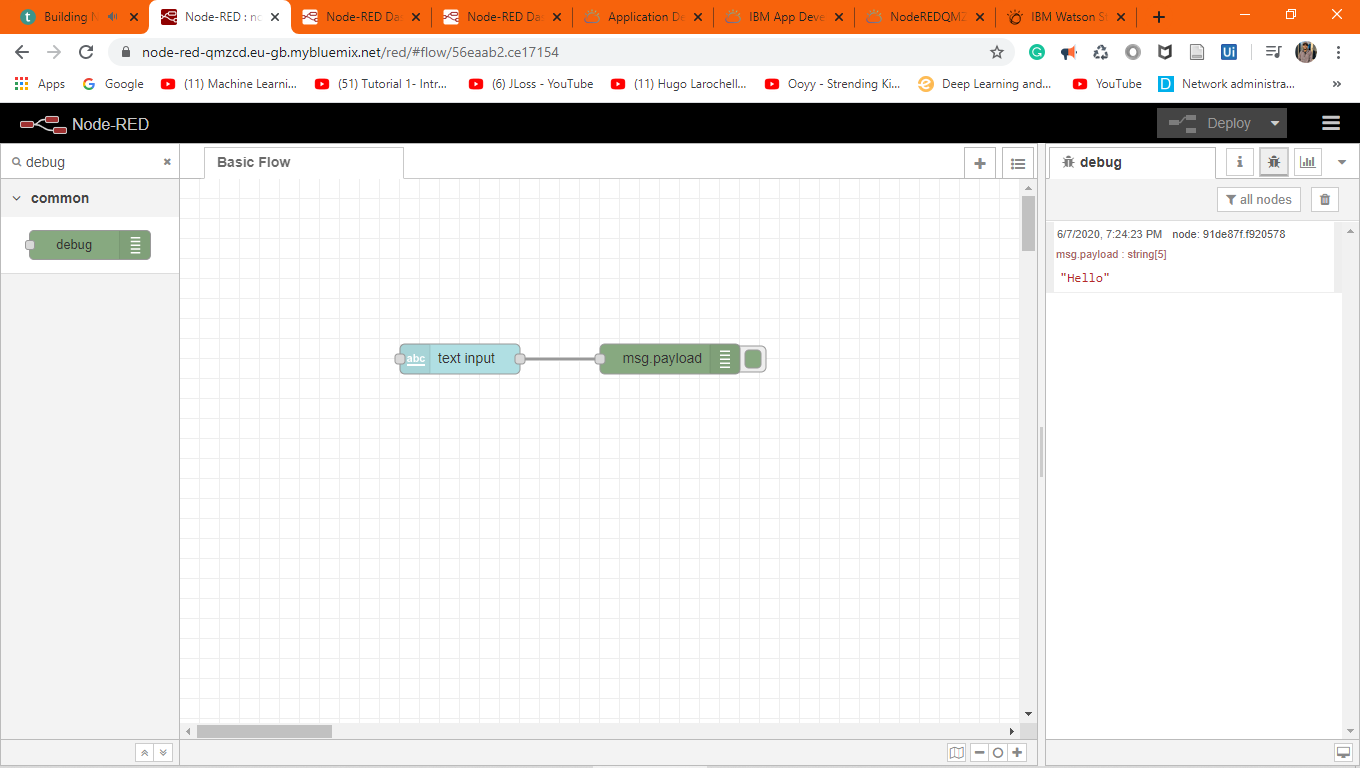 Building N
Node-RED : no
Node-RED Da
Node-RED Da
Application De
IBM App Deve
NodeREDQMZ
IBM Watson St
node-red-qmzcd.eu-gb.mybluemix.net/red/#flow/56eaab2.ce17154
Apps
Google
(11) Machine Learni...
(51) Tutorial 1- Intr...
(6) JLoss - YouTube
(11) Hugo Larochell...
Ooyy - Strending Ki...
Deep Learning and...
YouTube
Network administra...
Node-RED
Deploy
debug
Basic Flow
debug
common
all nodes
debug
6/7/2020, 7:24:23 PM node: 91de87f.f920578
msg.payload : string[5]
"Hello"
abc text input
msg.payload